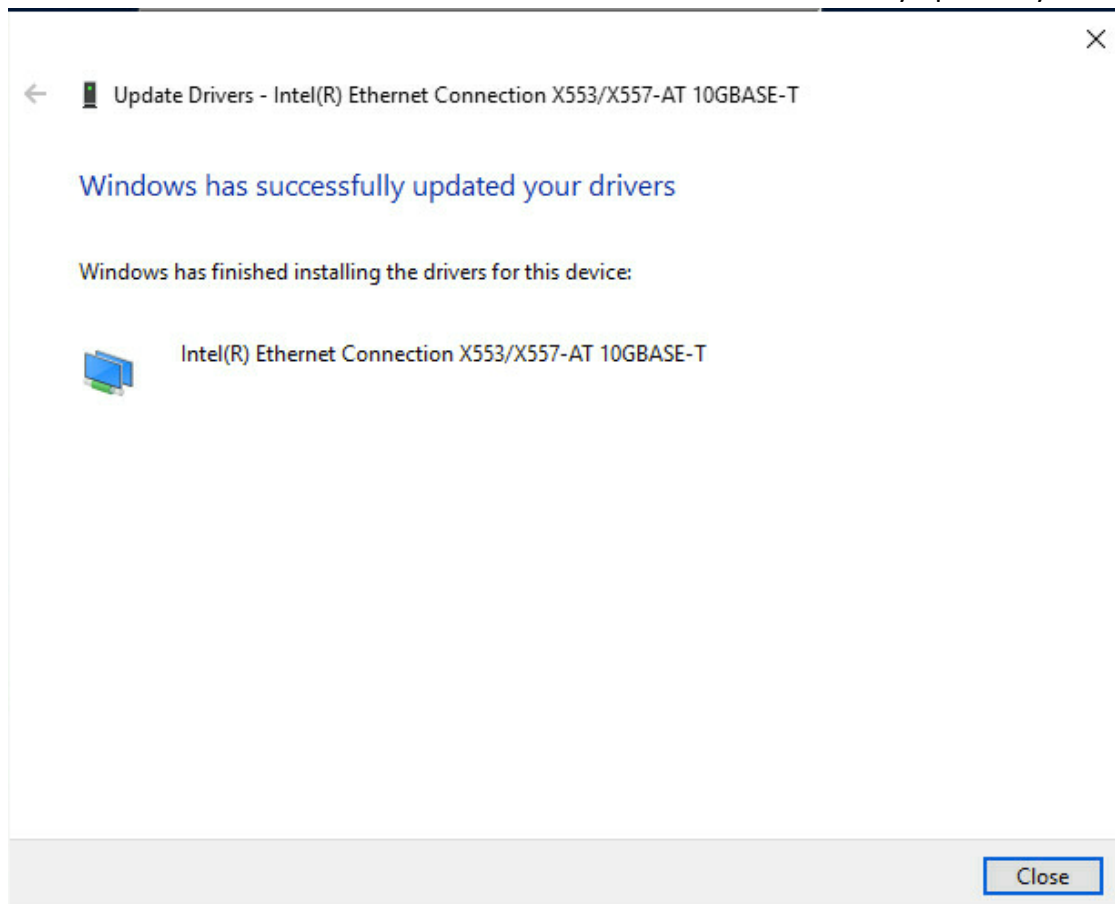 Update Drivers - Intel(R) Ethernet Connection X553/X557-AT 10GBASE-T
Windows has successfully updated your drivers
Windows has finished installing the drivers for this device:
Intel(R) Ethernet Connection X553/X557-AT 10GBASE-T
Close